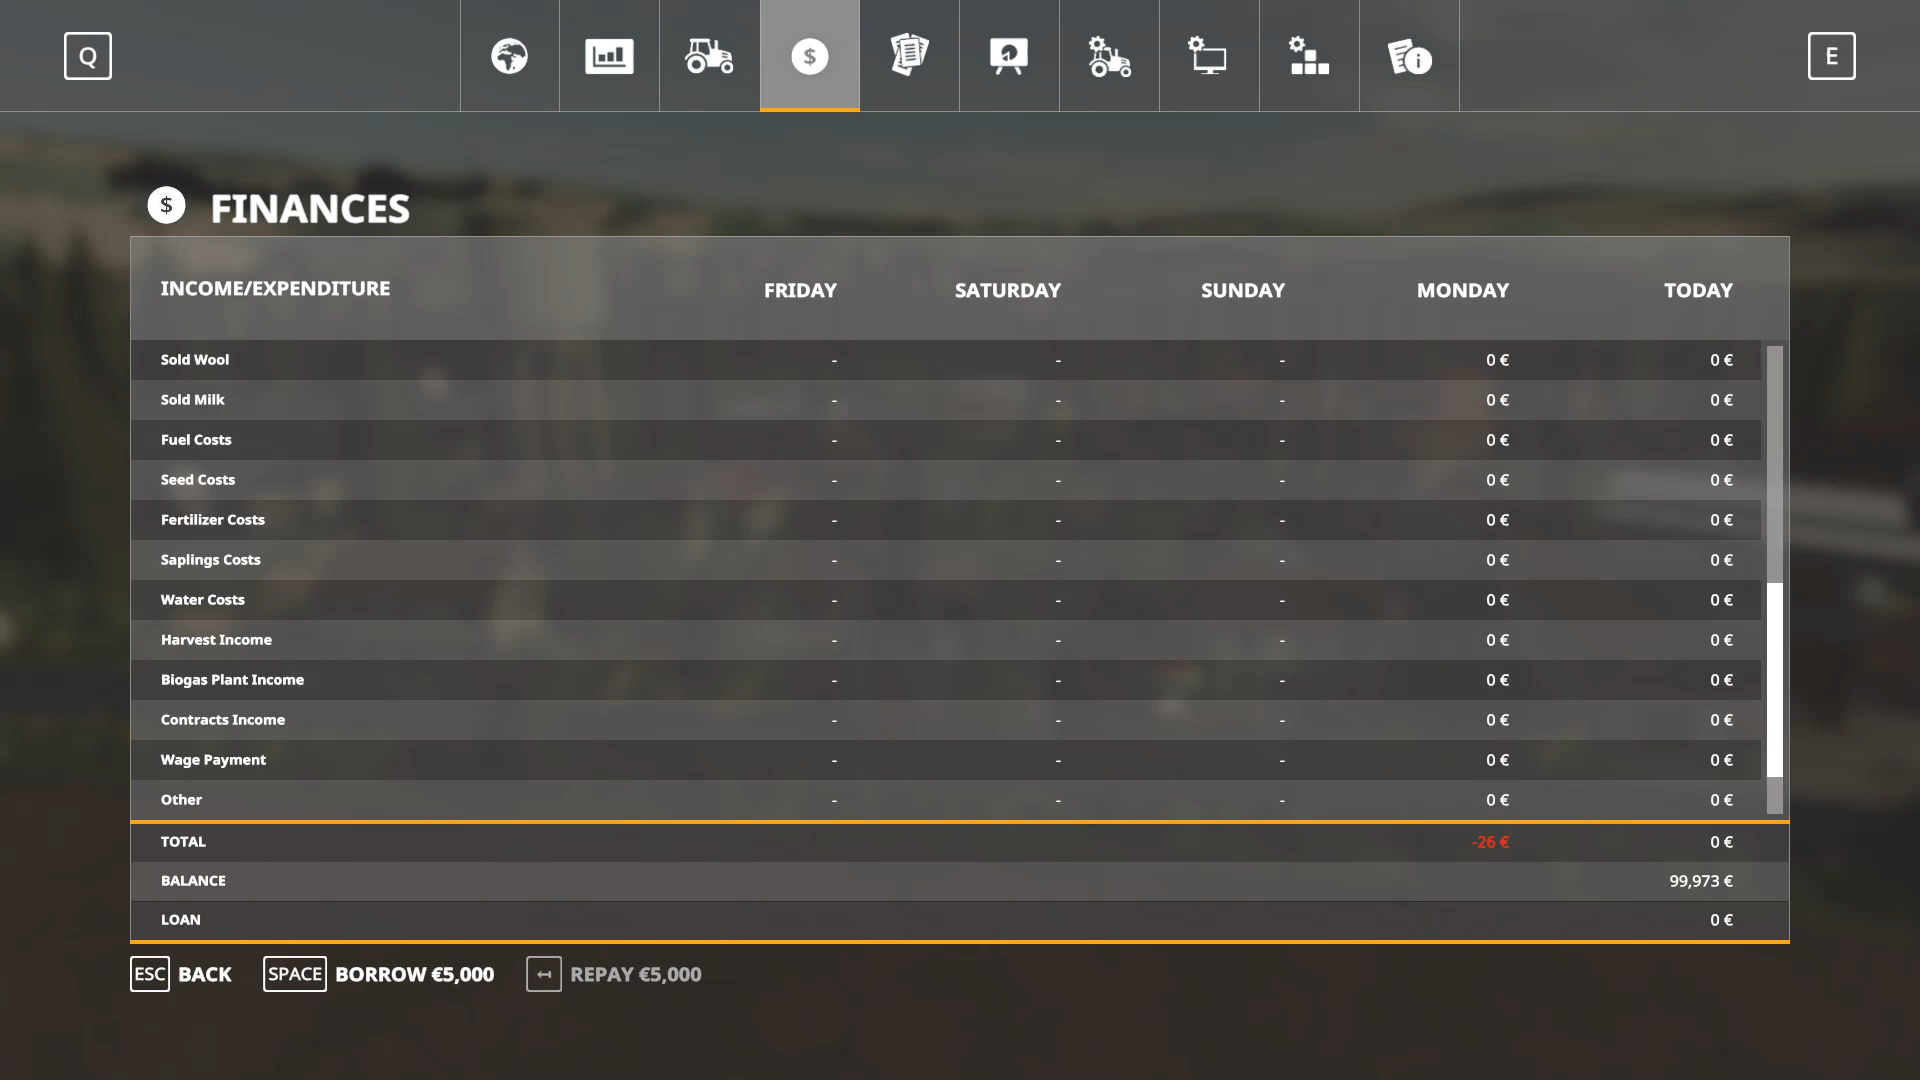 Q
E
FINANCES
INCOME/EXPENDITURE FRIDAY SATURDAY SUNDAY MONDAY TODAY
Sold Wool - - - 0 € 0 €
Sold Milk - - - 0 € 0 €
Fuel Costs - - - 0 € 0 €
Seed Costs - - - 0 € 0 €
Fertilizer Costs - - - 0 € 0 €
Saplings Costs - - - 0 € 0 €
Water Costs - - - 0 € 0 €
Harvest Income - - - 0 € 0 €
Biogas Plant Income - - - 0 € 0 €
Contracts Income - - - 0 € 0 €
Wage Payment - - - 0 € 0 €
Other - - - 0 € 0 €
TOTAL -26 € 0 €
BALANCE 99,973 €
LOAN 0 €
ESC BACK SPACE BORROW €5,000 REPAY €5,000